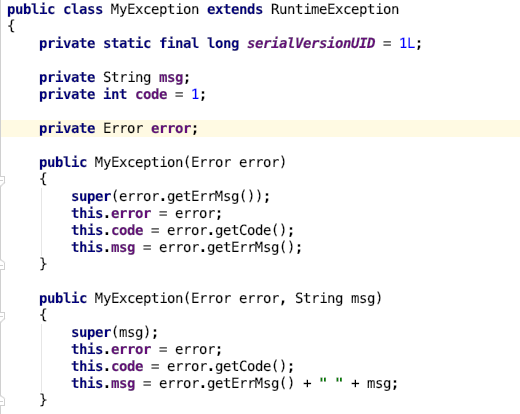 public class MyException extends RuntimeException
{
    private static final long serialVersionUID = 1L;
    private String msg;
    private int code = 1;
    private Error error;
    public MyException(Error error)
    {
        super(error.getErrMsg());
        this.error = error;
        this.code = error.getCode();
        this.msg = error.getErrMsg();
    }
    public MyException(Error error, String msg)
    {
        super(msg);
        this.error = error;
        this.code = error.getCode();
        this.msg = error.getErrMsg() + " " + msg;
    }